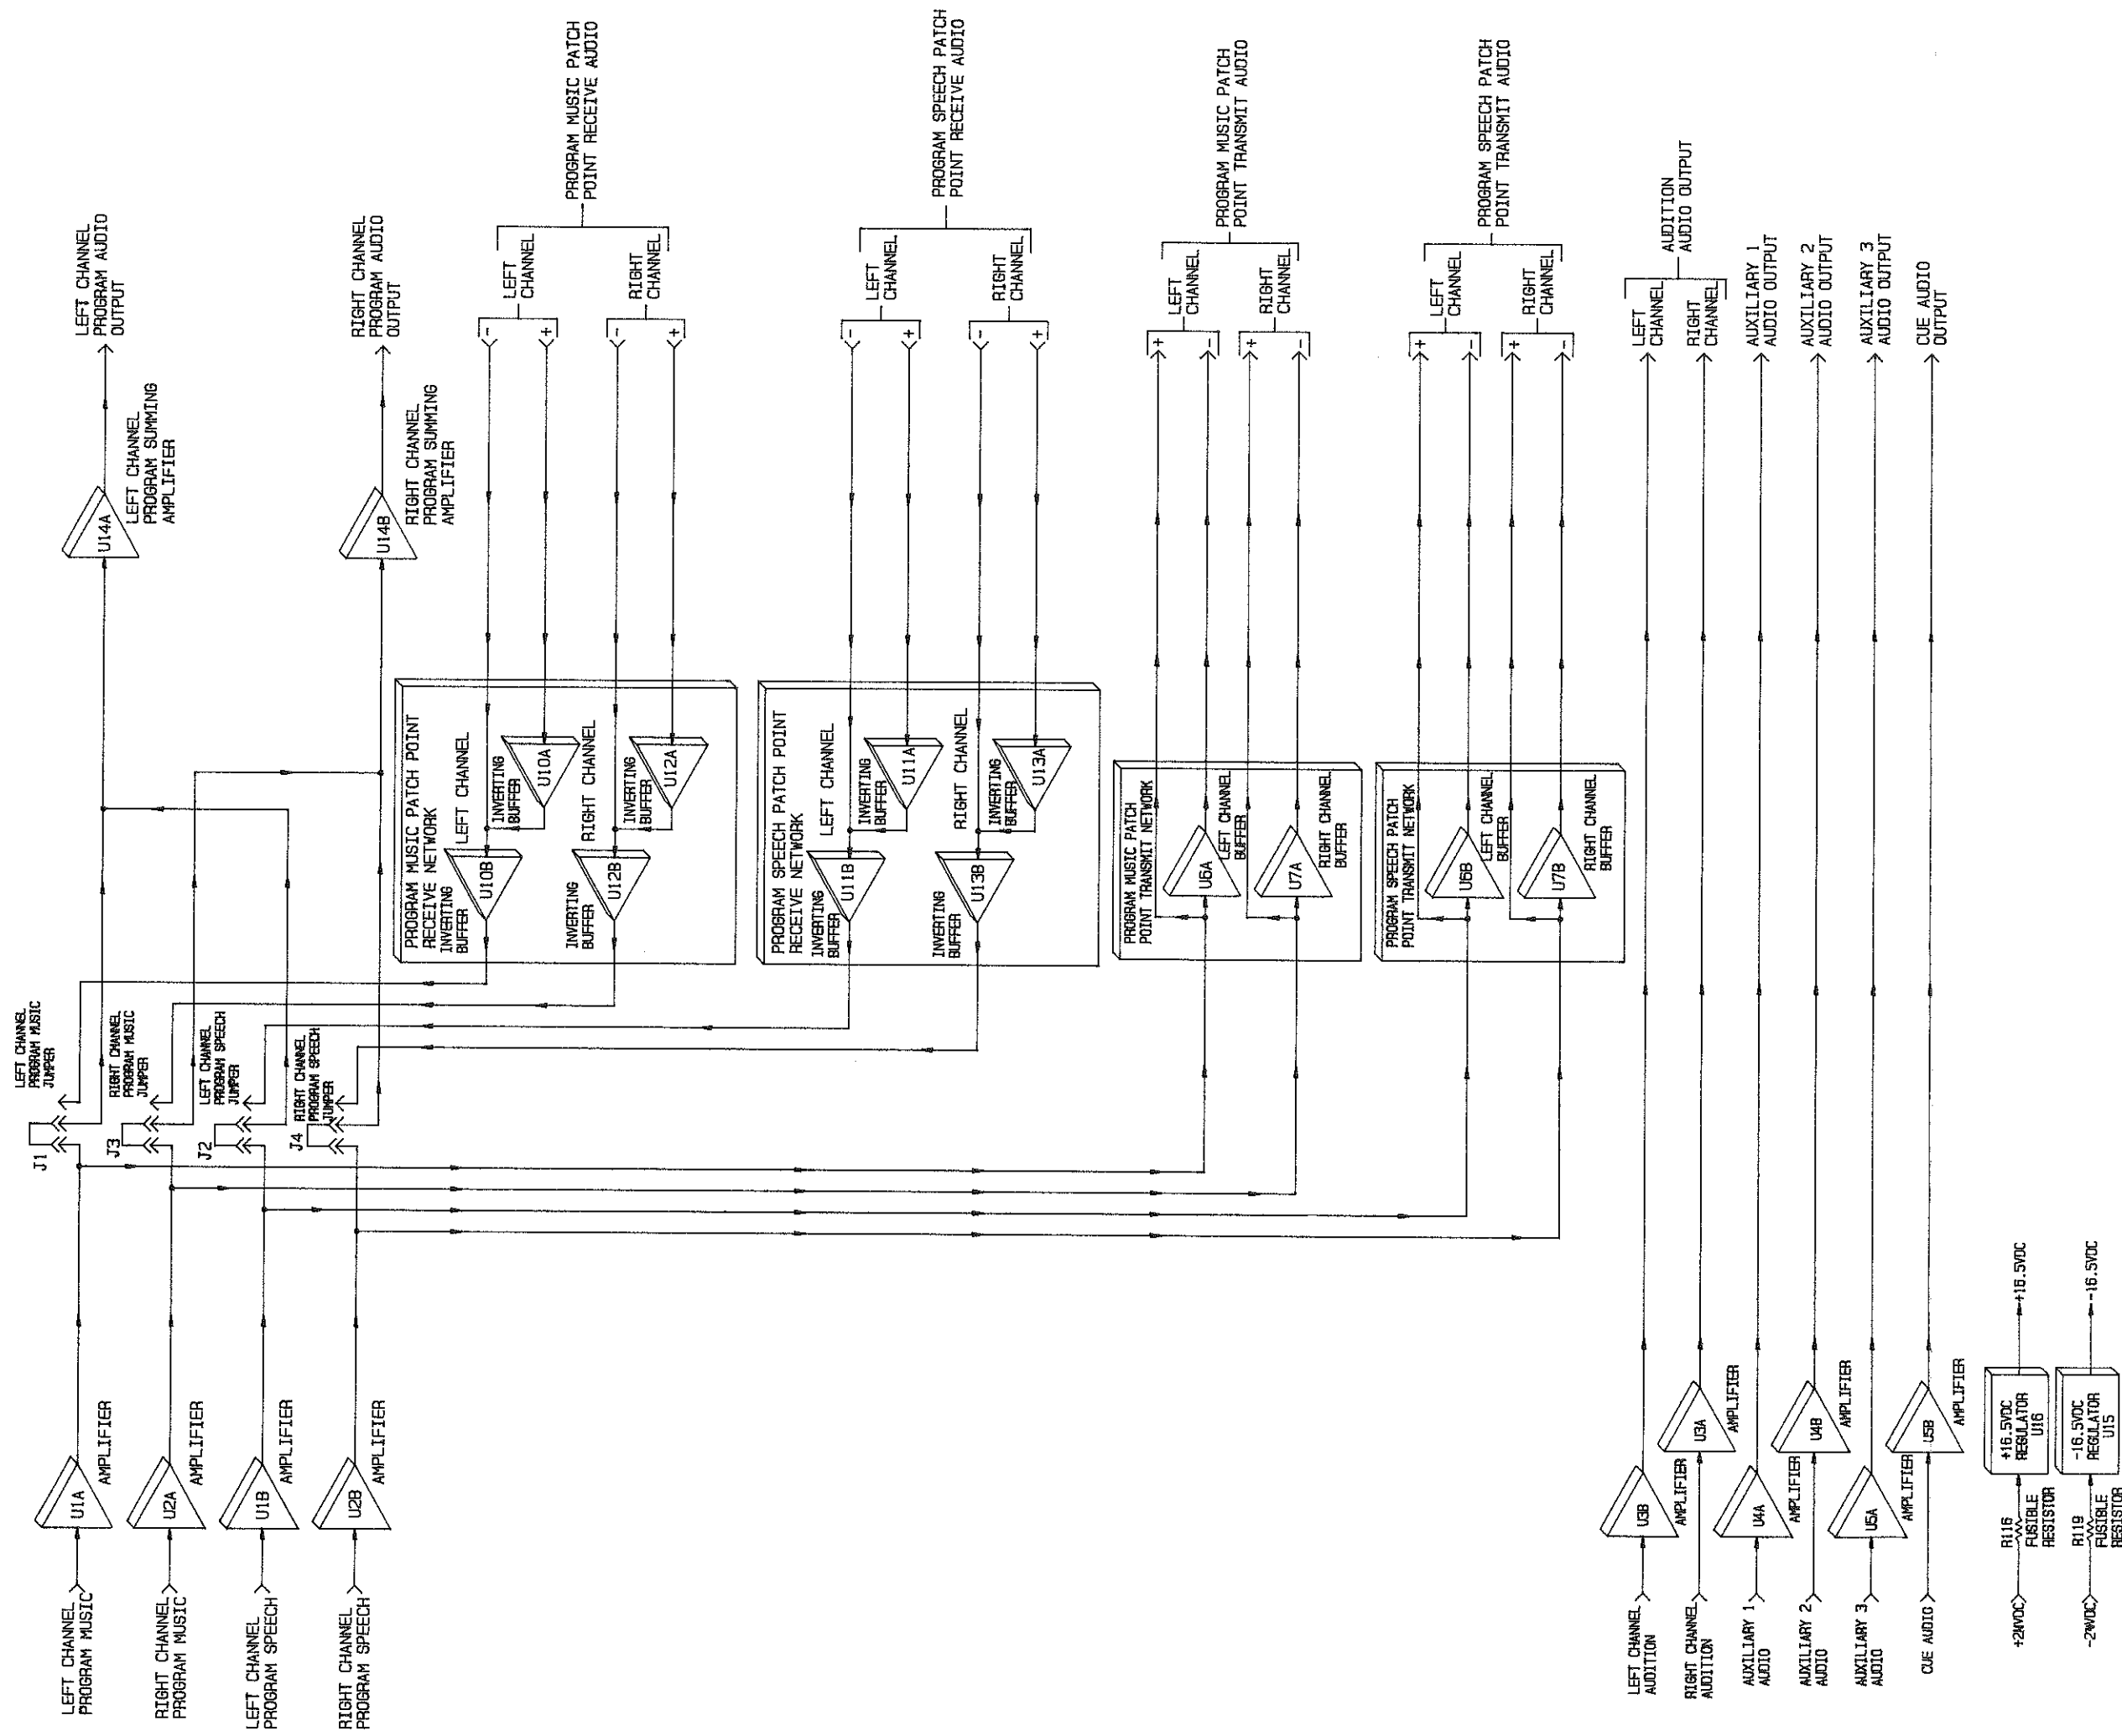 LEFT CHANNEL
PROGRAM MUSIC
U1A
AMPLIFIER
RIGHT CHANNEL
PROGRAM MUSIC
U2A
AMPLIFIER
LEFT CHANNEL
PROGRAM SPEECH
U1B
AMPLIFIER
RIGHT CHANNEL
PROGRAM SPEECH
U2B
AMPLIFIER
J1
LEFT CHANNEL
PROGRAM MUSIC
JUMPER
J3
RIGHT CHANNEL
PROGRAM MUSIC
JUMPER
J2
LEFT CHANNEL
PROGRAM SPEECH
JUMPER
J4
RIGHT CHANNEL
PROGRAM SPEECH
JUMPER
U14A
LEFT CHANNEL
PROGRAM SUMMING
AMPLIFIER
LEFT CHANNEL
PROGRAM AUDIO
OUTPUT
U14B
RIGHT CHANNEL
PROGRAM SUMMING
AMPLIFIER
RIGHT CHANNEL
PROGRAM AUDIO
OUTPUT
PROGRAM MUSIC PATCH POINT
RECEIVE NETWORK
INVERTING
BUFFER
U10B
LEFT CHANNEL
INVERTING
BUFFER
U10A
INVERTING
BUFFER
U12B
RIGHT CHANNEL
INVERTING
BUFFER
U12A
-
+
LEFT
CHANNEL
-
+
RIGHT
CHANNEL
PROGRAM MUSIC PATCH
POINT RECEIVE AUDIO
PROGRAM SPEECH PATCH POINT
RECEIVE NETWORK
INVERTING
BUFFER
U11B
LEFT CHANNEL
INVERTING
BUFFER
U11A
INVERTING
BUFFER
U13B
RIGHT CHANNEL
INVERTING
BUFFER
U13A
-
+
LEFT
CHANNEL
-
+
RIGHT
CHANNEL
PROGRAM SPEECH PATCH
POINT RECEIVE AUDIO
PROGRAM MUSIC PATCH
POINT TRANSMIT NETWORK
U6A
LEFT CHANNEL
BUFFER
U7A
RIGHT CHANNEL
BUFFER
+
-
LEFT
CHANNEL
+
-
RIGHT
CHANNEL
PROGRAM MUSIC PATCH
POINT TRANSMIT AUDIO
PROGRAM SPEECH PATCH
POINT TRANSMIT NETWORK
U6B
LEFT CHANNEL
BUFFER
U7B
RIGHT CHANNEL
BUFFER
+
-
LEFT
CHANNEL
+
-
RIGHT
CHANNEL
PROGRAM SPEECH PATCH
POINT TRANSMIT AUDIO
LEFT CHANNEL
AUDITION
U3B
AMPLIFIER
LEFT
CHANNEL
RIGHT CHANNEL
AUDITION
U3A
AMPLIFIER
RIGHT
CHANNEL
AUDITION
AUDIO OUTPUT
AUXILIARY 1
AUDIO
U4A
AMPLIFIER
AUXILIARY 1
AUDIO OUTPUT
AUXILIARY 2
AUDIO
U4B
AMPLIFIER
AUXILIARY 2
AUDIO OUTPUT
AUXILIARY 3
AUDIO
U5A
AMPLIFIER
AUXILIARY 3
AUDIO OUTPUT
CUE AUDIO
U5B
AMPLIFIER
CUE AUDIO
OUTPUT
+24VDC
R116
FUSIBLE
RESISTOR
+16.5VDC
REGULATOR
U16
+16.5VDC
-24VDC
R119
FUSIBLE
RESISTOR
-16.5VDC
REGULATOR
U15
-16.5VDC